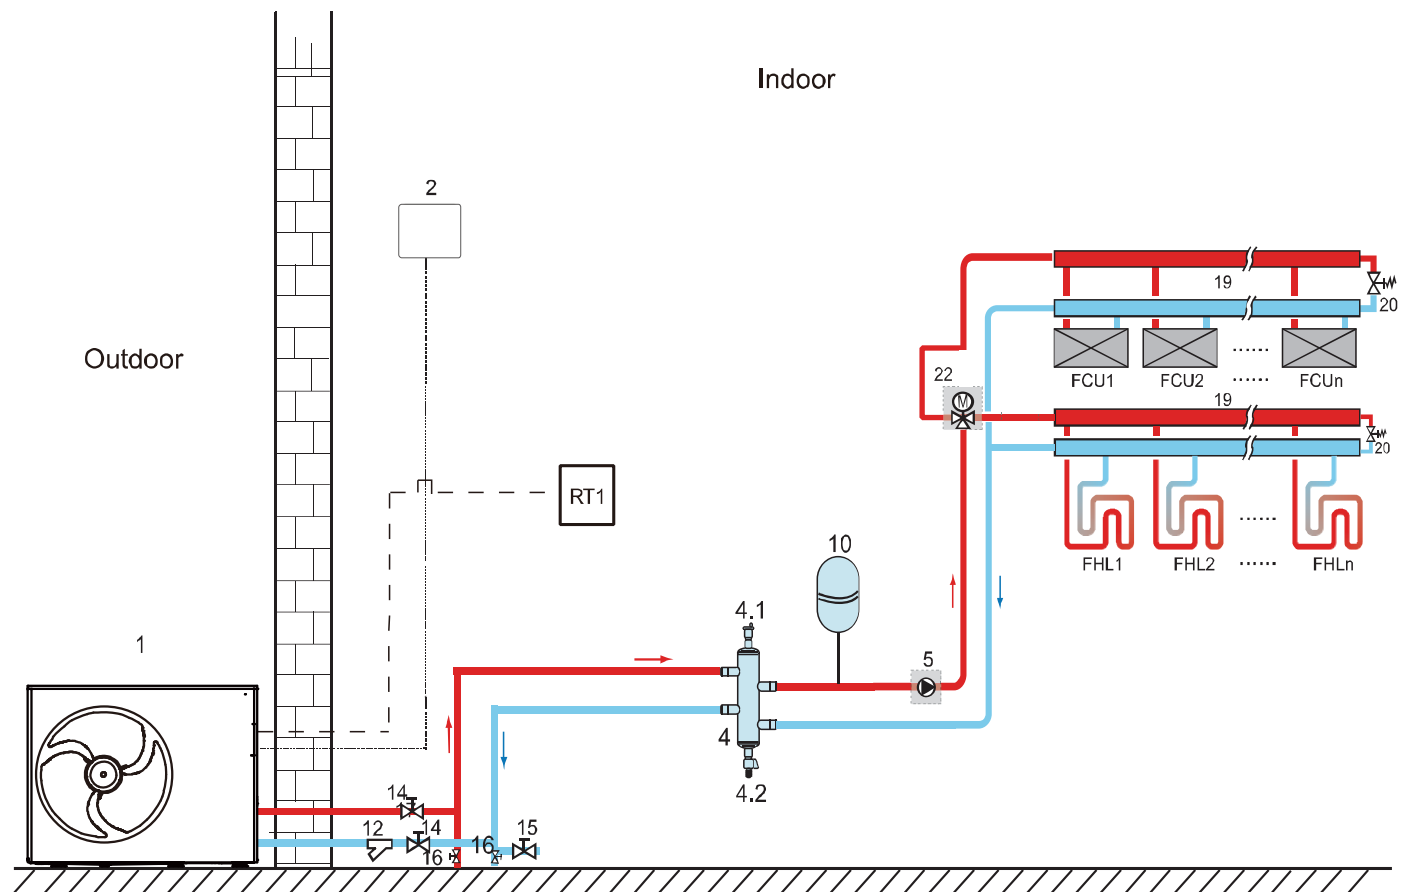 Indoor
2
Outdoor
19
20
FCU1
FCU2
......
......
FCUn
22
M
19
20
RT1
......
......
FHL1
FHL2
FHLn
10
4.1
1
5
4
4.2
14
12
14
16
16
15